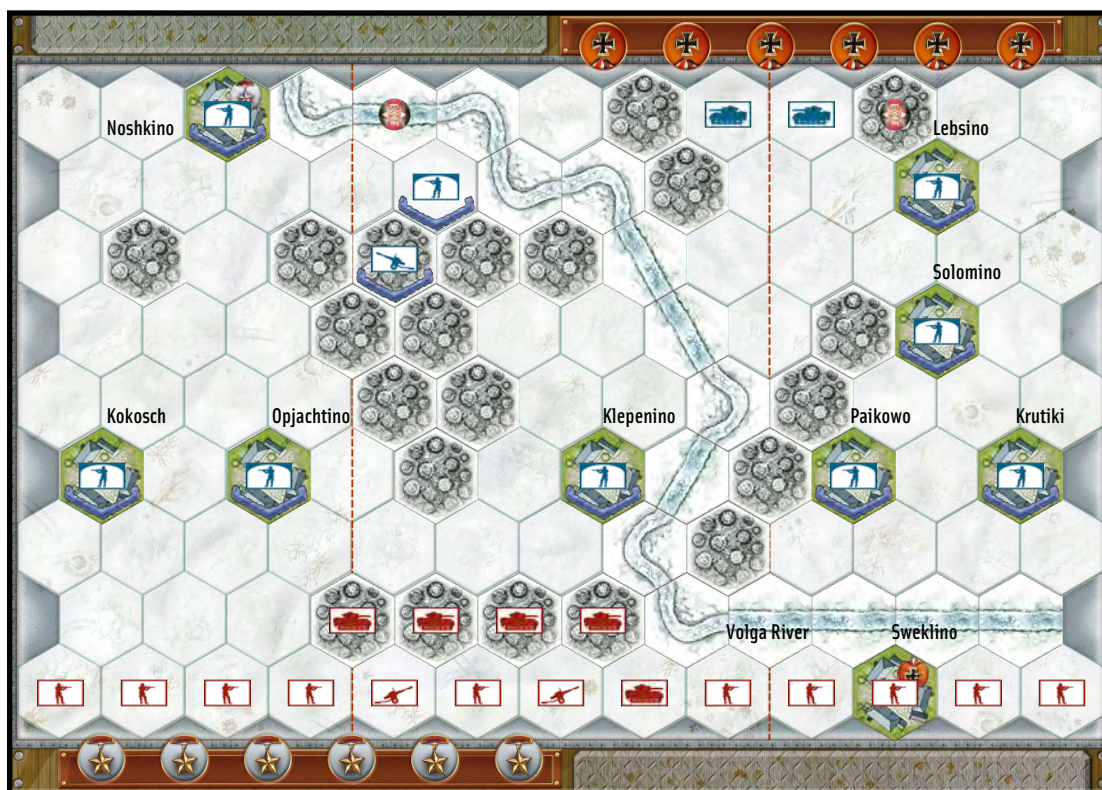 Noshkino
Lebsino
Solomino
Kokosch
Opjachtino
Klepenino
Paikowo
Krutiki
Volga River
Sweklino